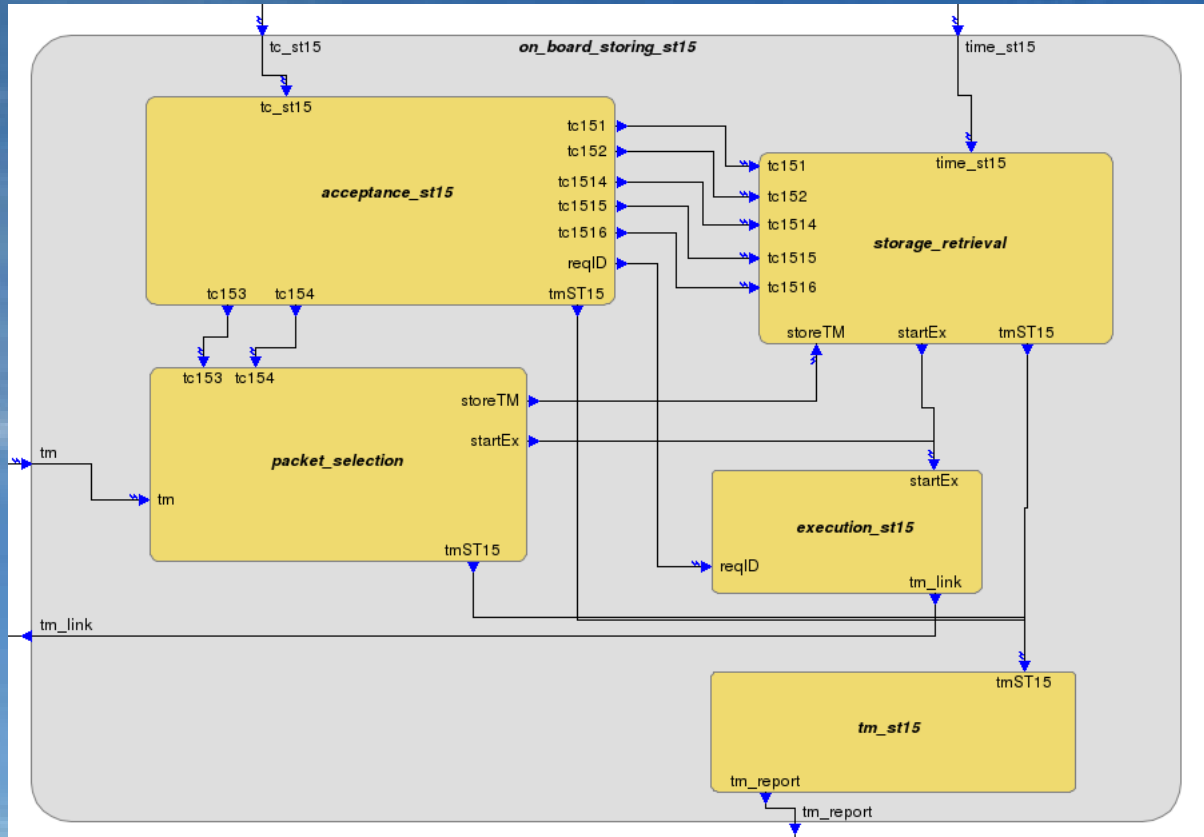 tc_st15
on_board_storing_st15
time_st15
tc_st15
tc151
tc152
tc1514
tc1515
tc1516
reqID
acceptance_st15
tc153
tc154
tmST15
time_st15
tc151
tc152
tc1514
tc1515
tc1516
storage_retrieval
storeTM
startEx
tmST15
tc153
tc154
storeTM
startEx
packet_selection
tm
tm
tmST15
startEx
execution_st15
reqID
tm_link
tm_link
tmST15
tm_st15
tm_report
tm_report